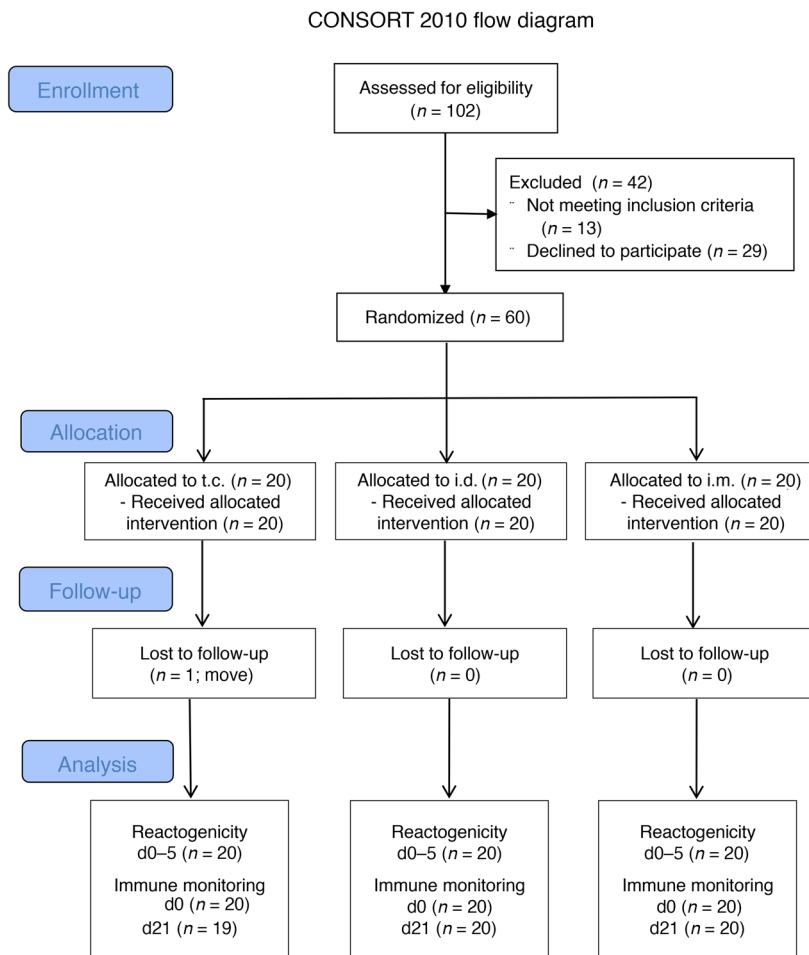 CONSORT 2010 flow diagram
Enrollment
Assessed for eligibility
(n = 102)
Excluded (n = 42)
¨ Not meeting inclusion criteria
(n = 13)
¨ Declined to participate (n = 29)
Randomized (n = 60)
Allocation
Allocated to t.c. (n = 20)
- Received allocated
intervention (n = 20)
Allocated to i.d. (n = 20)
- Received allocated
intervention (n = 20)
Allocated to i.m. (n = 20)
- Received allocated
intervention (n = 20)
Follow-up
Lost to follow-up
(n = 1; move)
Lost to follow-up
(n = 0)
Lost to follow-up
(n = 0)
Analysis
Reactogenicity
d0–5 (n = 20)
Immune monitoring
d0 (n = 20)
d21 (n = 19)
Reactogenicity
d0–5 (n = 20)
Immune monitoring
d0 (n = 20)
d21 (n = 20)
Reactogenicity
d0–5 (n = 20)
Immune monitoring
d0 (n = 20)
d21 (n = 20)